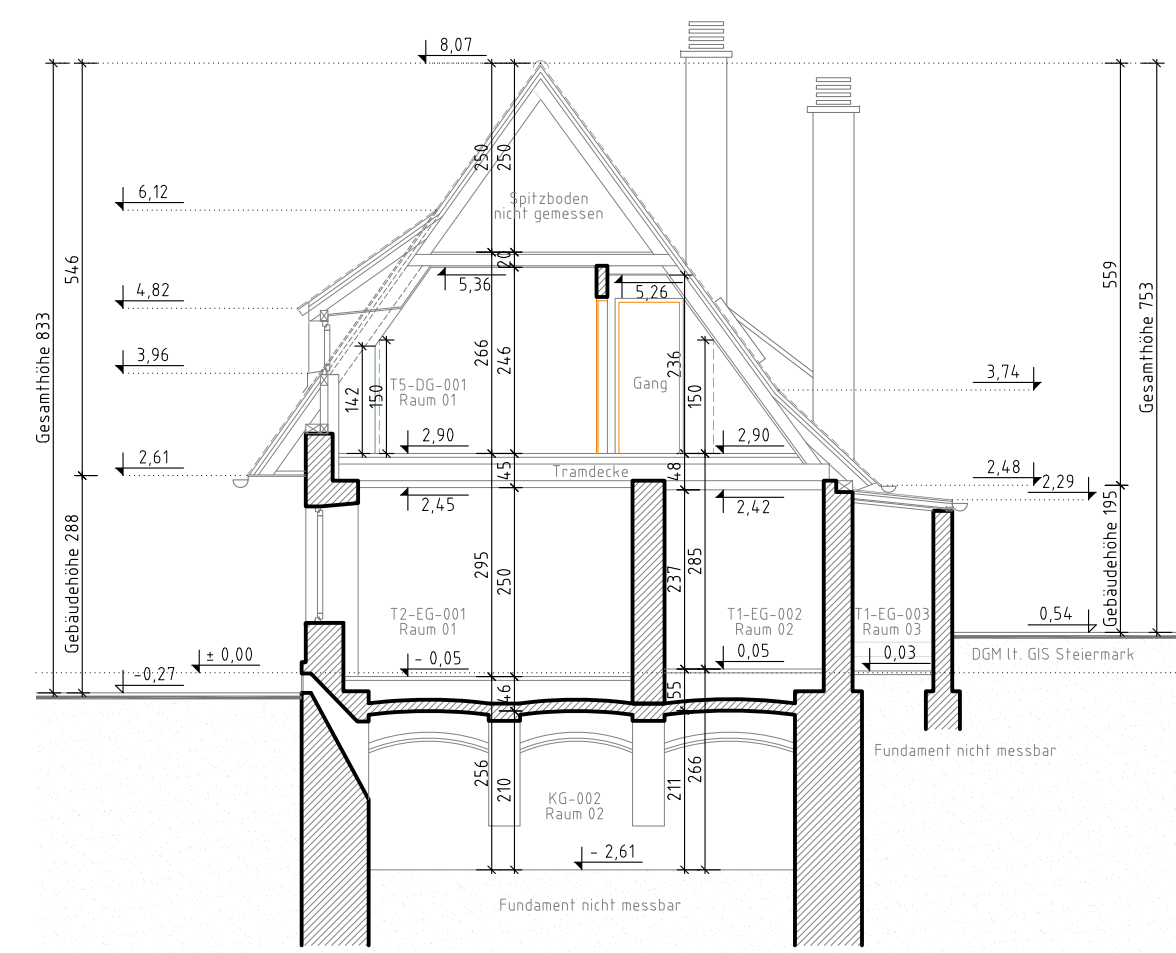 8,07
250
250
Spitzboden
nicht gemessen
6,12
546
559
Gesamthöhe 833
Gesamthöhe 753
20
5,36
5,26
4,82
3,96
266
246
236
142
150
150
T5-DG-001
Raum 01
Gang
3,74
2,90
2,90
2,61
45
Tramdecke
48
2,48
2,29
2,45
2,42
Gebäudehöhe 288
Gebäudehöhe 195
295
250
237
285
T2-EG-001
Raum 01
T1-EG-002
Raum 02
T1-EG-003
Raum 03
0,54
± 0,00
- 0,05
0,05
0,03
DGM lt. GIS Steiermark
-0,27
46
55
Fundament nicht messbar
256
210
211
266
KG-002
Raum 02
- 2,61
Fundament nicht messbar